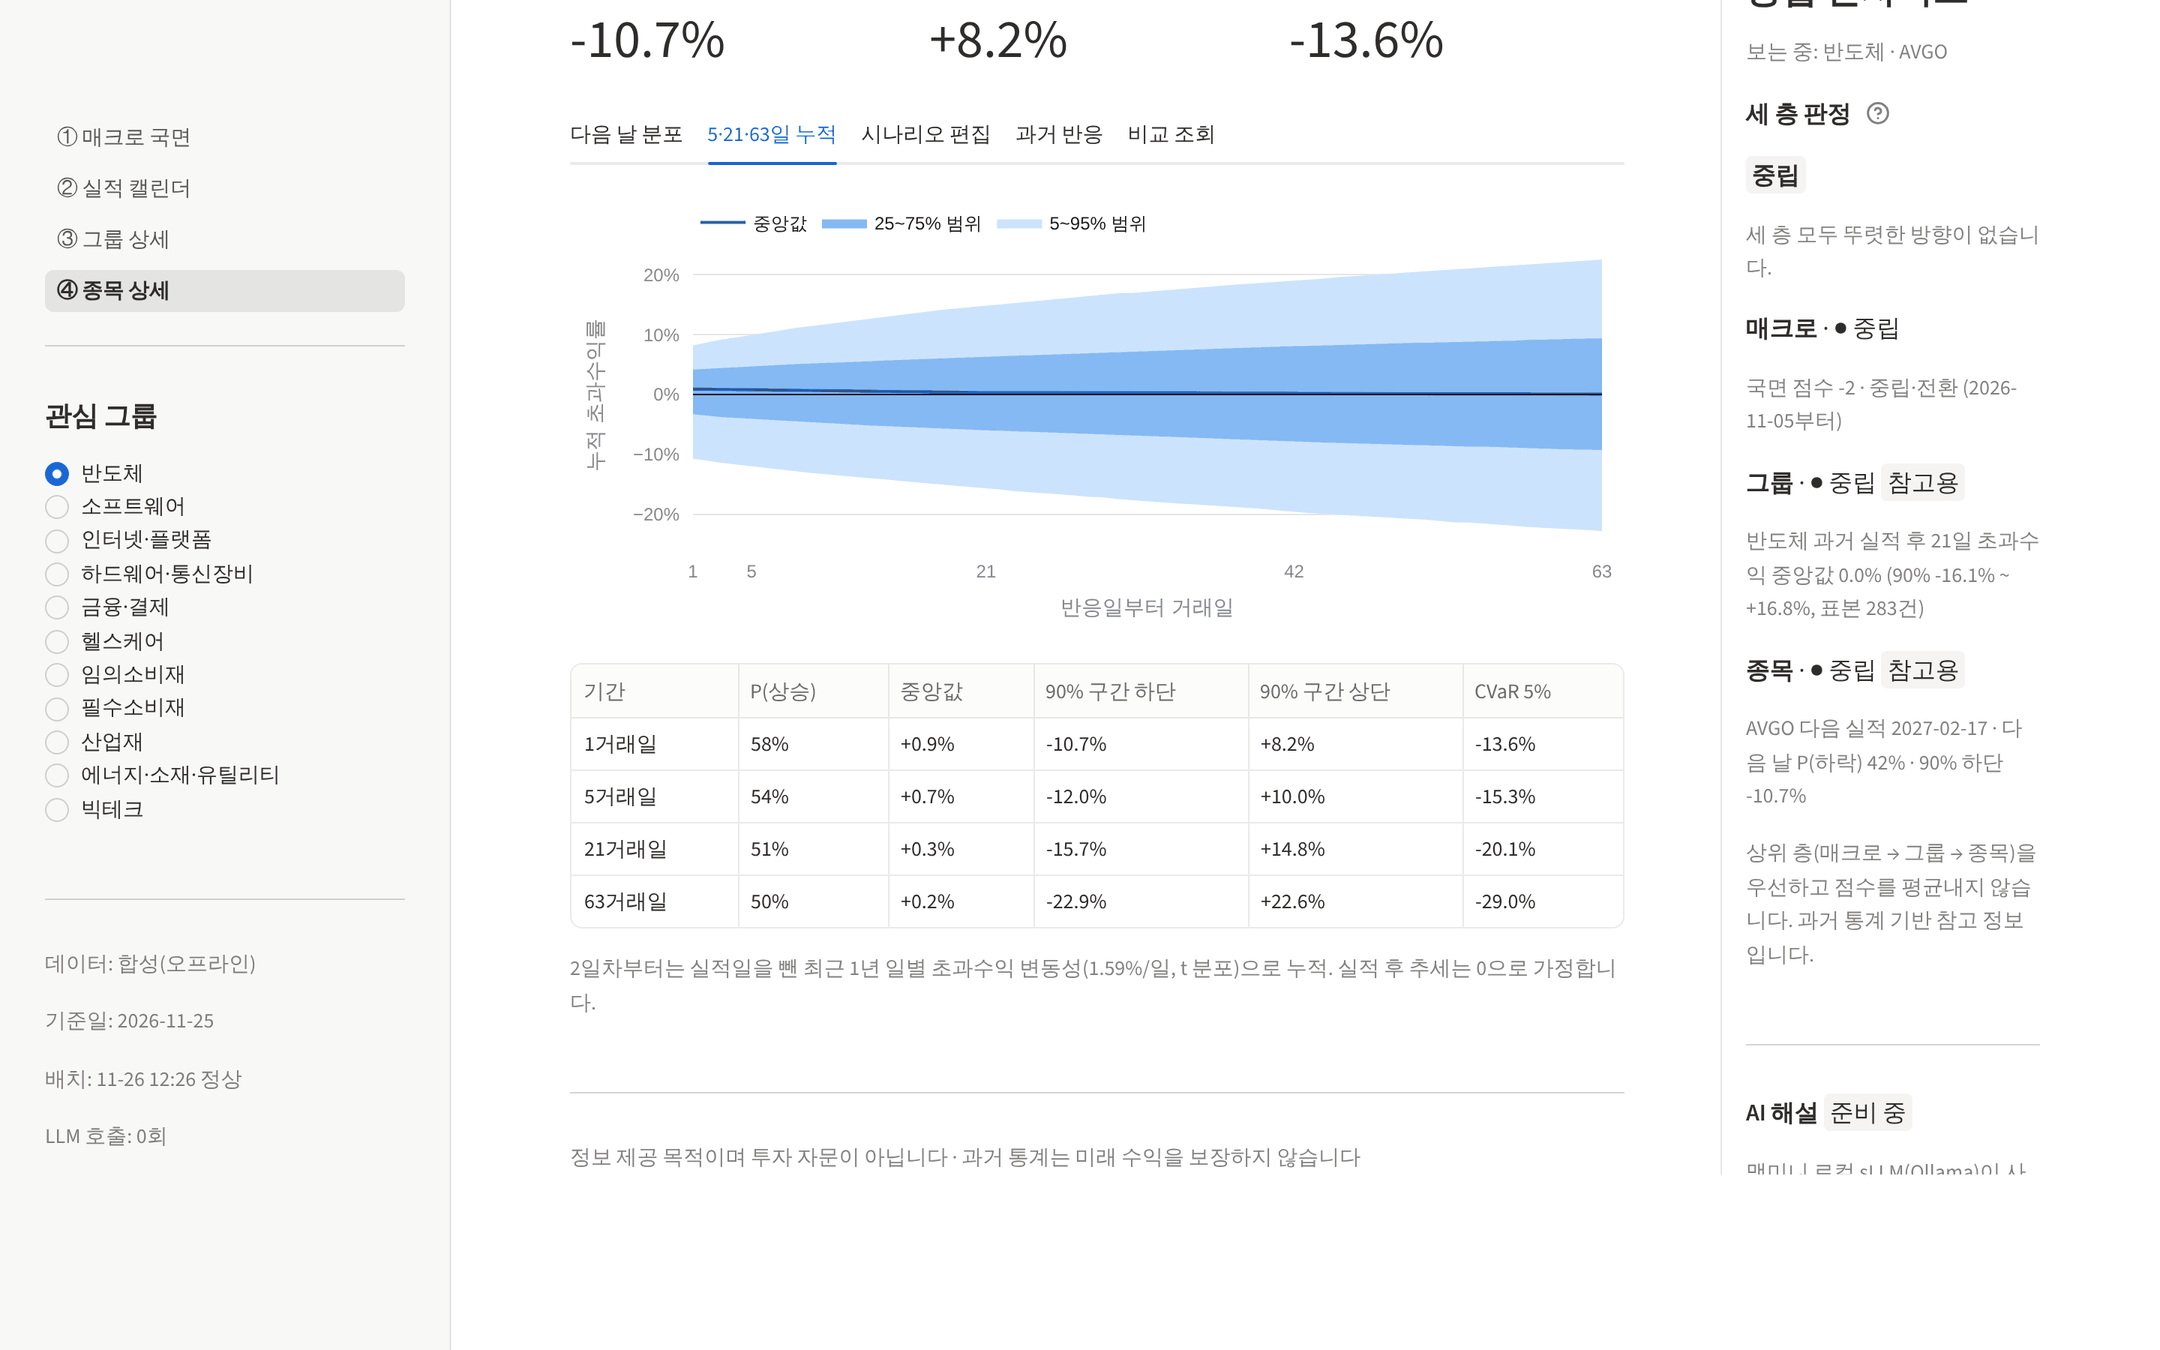 ① 매크로 국면
② 실적 캘린더
③ 그룹 상세
④ 종목 상세
관심 그룹
반도체
소프트웨어
인터넷·플랫폼
하드웨어·통신장비
금융·결제
헬스케어
임의소비재
필수소비재
산업재
에너지·소재·유틸리티
빅테크
데이터: 합성(오프라인)
기준일: 2026-11-25
배치: 11-26 12:26 정상
LLM 호출: 0회
-10.7% +8.2% -13.6%
다음 날 분포 5·21·63일 누적 시나리오 편집 과거 반응 비교 조회
중앙값 25~75% 범위 5~95% 범위
누적 초과수익률
20%
10%
0%
−10%
−20%
1 5 21 42 63
반응일부터 거래일
기간 P(상승) 중앙값 90% 구간 하단 90% 구간 상단 CVaR 5%
1거래일 58% +0.9% -10.7% +8.2% -13.6%
5거래일 54% +0.7% -12.0% +10.0% -15.3%
21거래일 51% +0.3% -15.7% +14.8% -20.1%
63거래일 50% +0.2% -22.9% +22.6% -29.0%
2일차부터는 실적일을 뺀 최근 1년 일별 초과수익 변동성(1.59%/일, t 분포)으로 누적. 실적 후 추세는 0으로 가정합니
다.
정보 제공 목적이며 투자 자문이 아닙니다 · 과거 통계는 미래 수익을 보장하지 않습니다
보는 중: 반도체 · AVGO
세 층 판정
중립
세 층 모두 뚜렷한 방향이 없습니
다.
매크로 · ● 중립
국면 점수 -2 · 중립·전환 (2026-
11-05부터)
그룹 · ● 중립 참고용
반도체 과거 실적 후 21일 초과수
익 중앙값 0.0% (90% -16.1% ~
+16.8%, 표본 283건)
종목 · ● 중립 참고용
AVGO 다음 실적 2027-02-17 · 다
음 날 P(하락) 42% · 90% 하단
-10.7%
상위 층(매크로 → 그룹 → 종목)을
우선하고 점수를 평균내지 않습
니다. 과거 통계 기반 참고 정보
입니다.
AI 해설 준비 중
맥미니 로컬 sLLM(Ollama)이 사